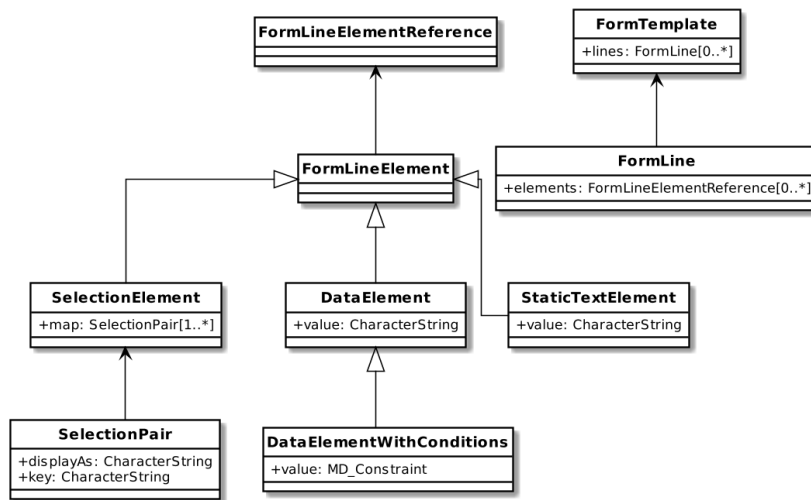 FormLineElementReference
FormTemplate
+lines: FormLine[0..*]
FormLineElement
FormLine
+elements: FormLineElementReference[0..*]
SelectionElement
+map: SelectionPair[1..*]
DataElement
+value: CharacterString
StaticTextElement
+value: CharacterString
SelectionPair
+displayAs: CharacterString
+key: CharacterString
DataElementWithConditions
+value: MD_Constraint